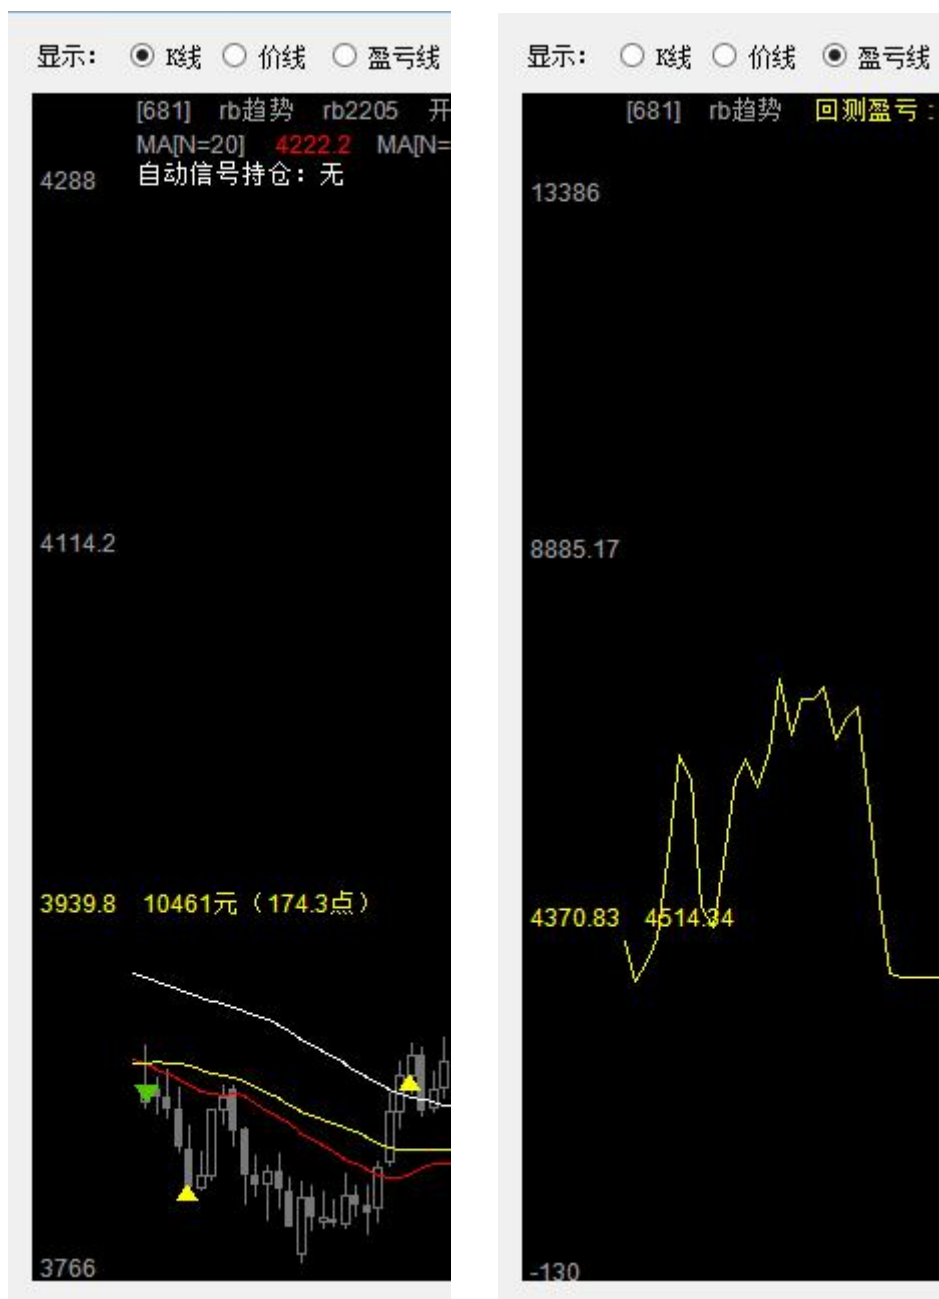 显示： K线 价线 盈亏线
[681] rb趋势 rb2205 开
MA[N=20] 4222.2 MA[N=
自动信号持仓：无
4288
4114.2
3939.8 10461元（174.3点）
3766
显示： K线 价线 盈亏线
[681] rb趋势 回测盈亏：
13386
8885.17
4370.83 4514.34
-130